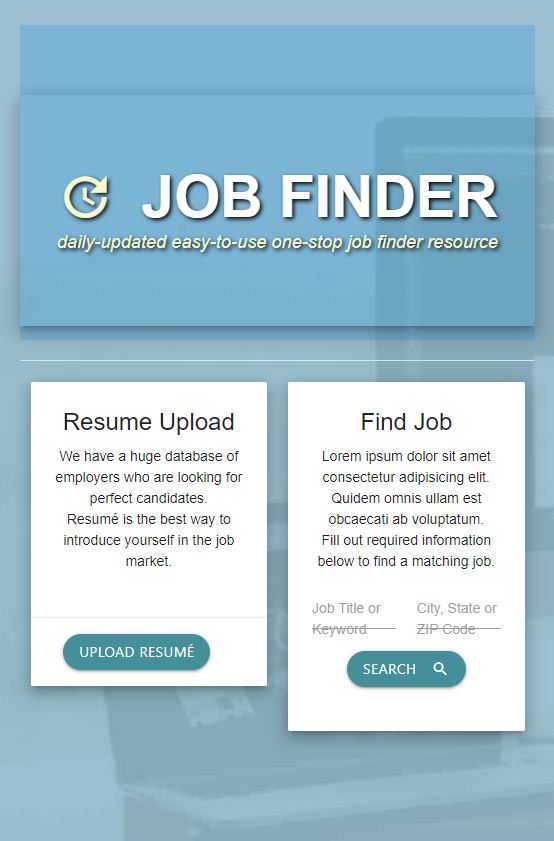 JOB FINDER
daily-updated easy-to-use one-stop job finder resource
Resume Upload
We have a huge database of
employers who are looking for
perfect candidates.
Resumé is the best way to
introduce yourself in the job
market.
UPLOAD RESUMÉ
Find Job
Lorem ipsum dolor sit amet
consectetur adipisicing elit.
Quidem omnis ullam est
obcaecati ab voluptatum.
Fill out required information
below to find a matching job.
Job Title or
Keyword
City, State or
ZIP Code
SEARCH